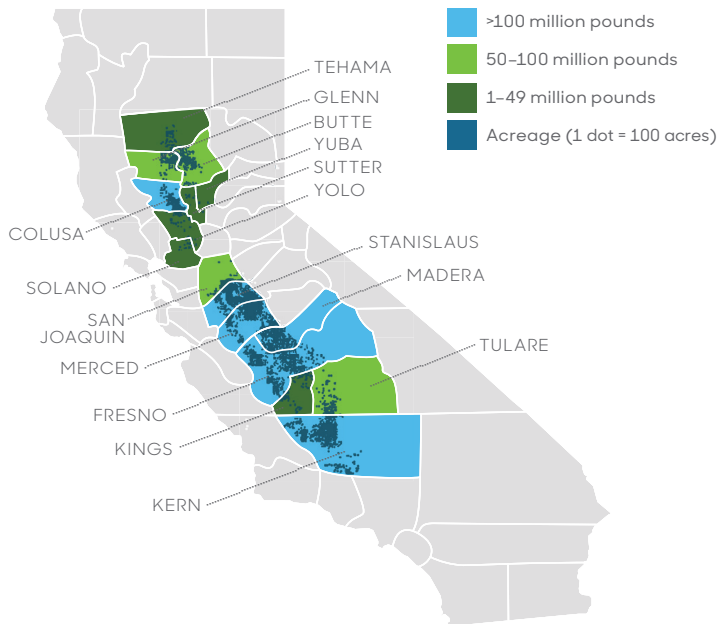 >100 million pounds
50–100 million pounds
1–49 million pounds
Acreage (1 dot = 100 acres)
TEHAMA
GLENN
BUTTE
YUBA
SUTTER
YOLO
COLUSA
STANISLAUS
MADERA
SOLANO
SAN
JOAQUIN
TULARE
MERCED
FRESNO
KINGS
KERN